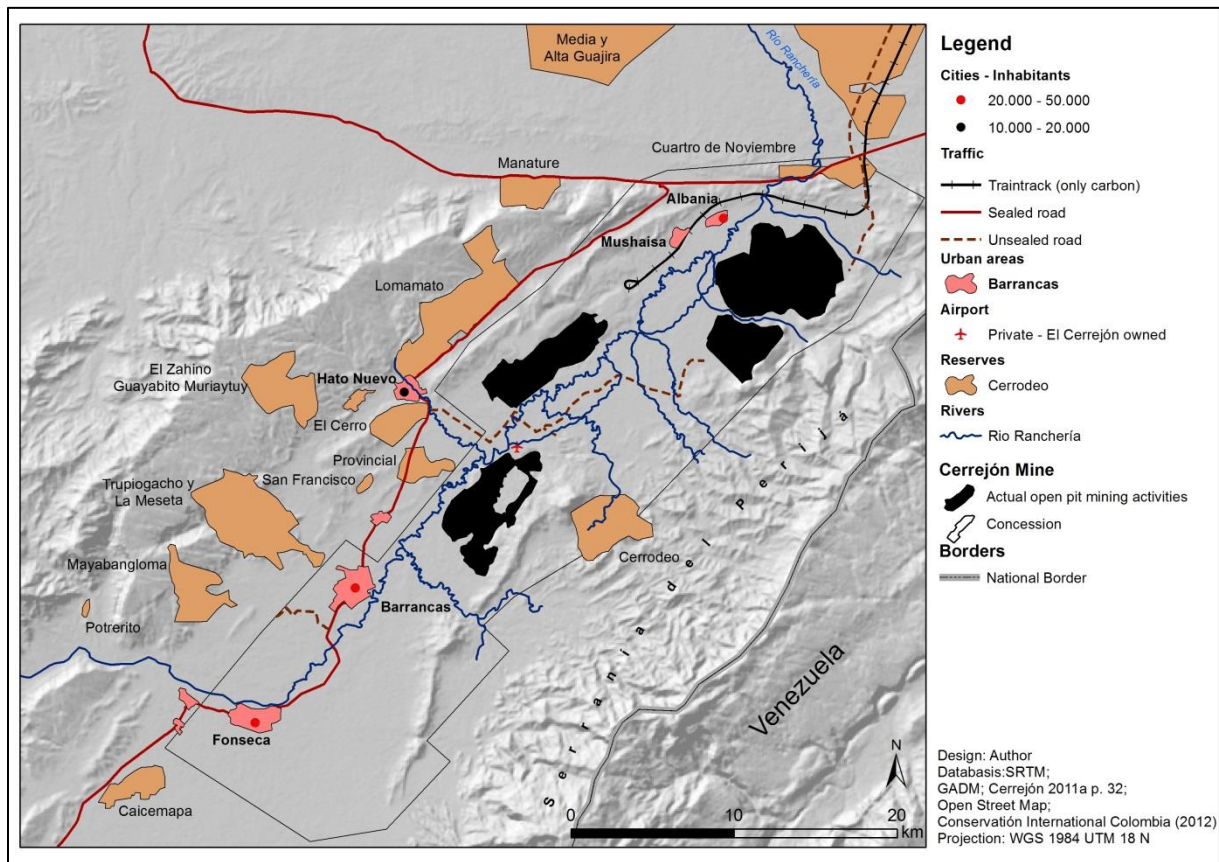 Media y
Alta Guajira
Río Ranchería
Cuartro de Noviembre
Manature
Albania
Mushaisa
Lomamato
El Zahino
Guayabito Muriaytuy
Hato Nuevo
El Cerro
Provincial
San Francisco
Trupiogacho y
La Meseta
Mayabangloma
Cerrodeo
Potrerito
Barrancas
Fonseca
Caicemapa
Serranía del Perijá
Venezuela
N
0 10 20
km
Legend
Cities - Inhabitants
20.000 - 50.000
10.000 - 20.000
Traffic
Traintrack (only carbon)
Sealed road
Unsealed road
Urban areas
Barrancas
Airport
Private - El Cerrejón owned
Reserves
Cerrodeo
Rivers
Rio Ranchería
Cerrejón Mine
Actual open pit mining activities
Concession
Borders
National Border
Design: Author
Databasis:SRTM;
GADM; Cerrejón 2011a p. 32;
Open Street Map;
Conservatión International Colombia (2012)
Projection: WGS 1984 UTM 18 N